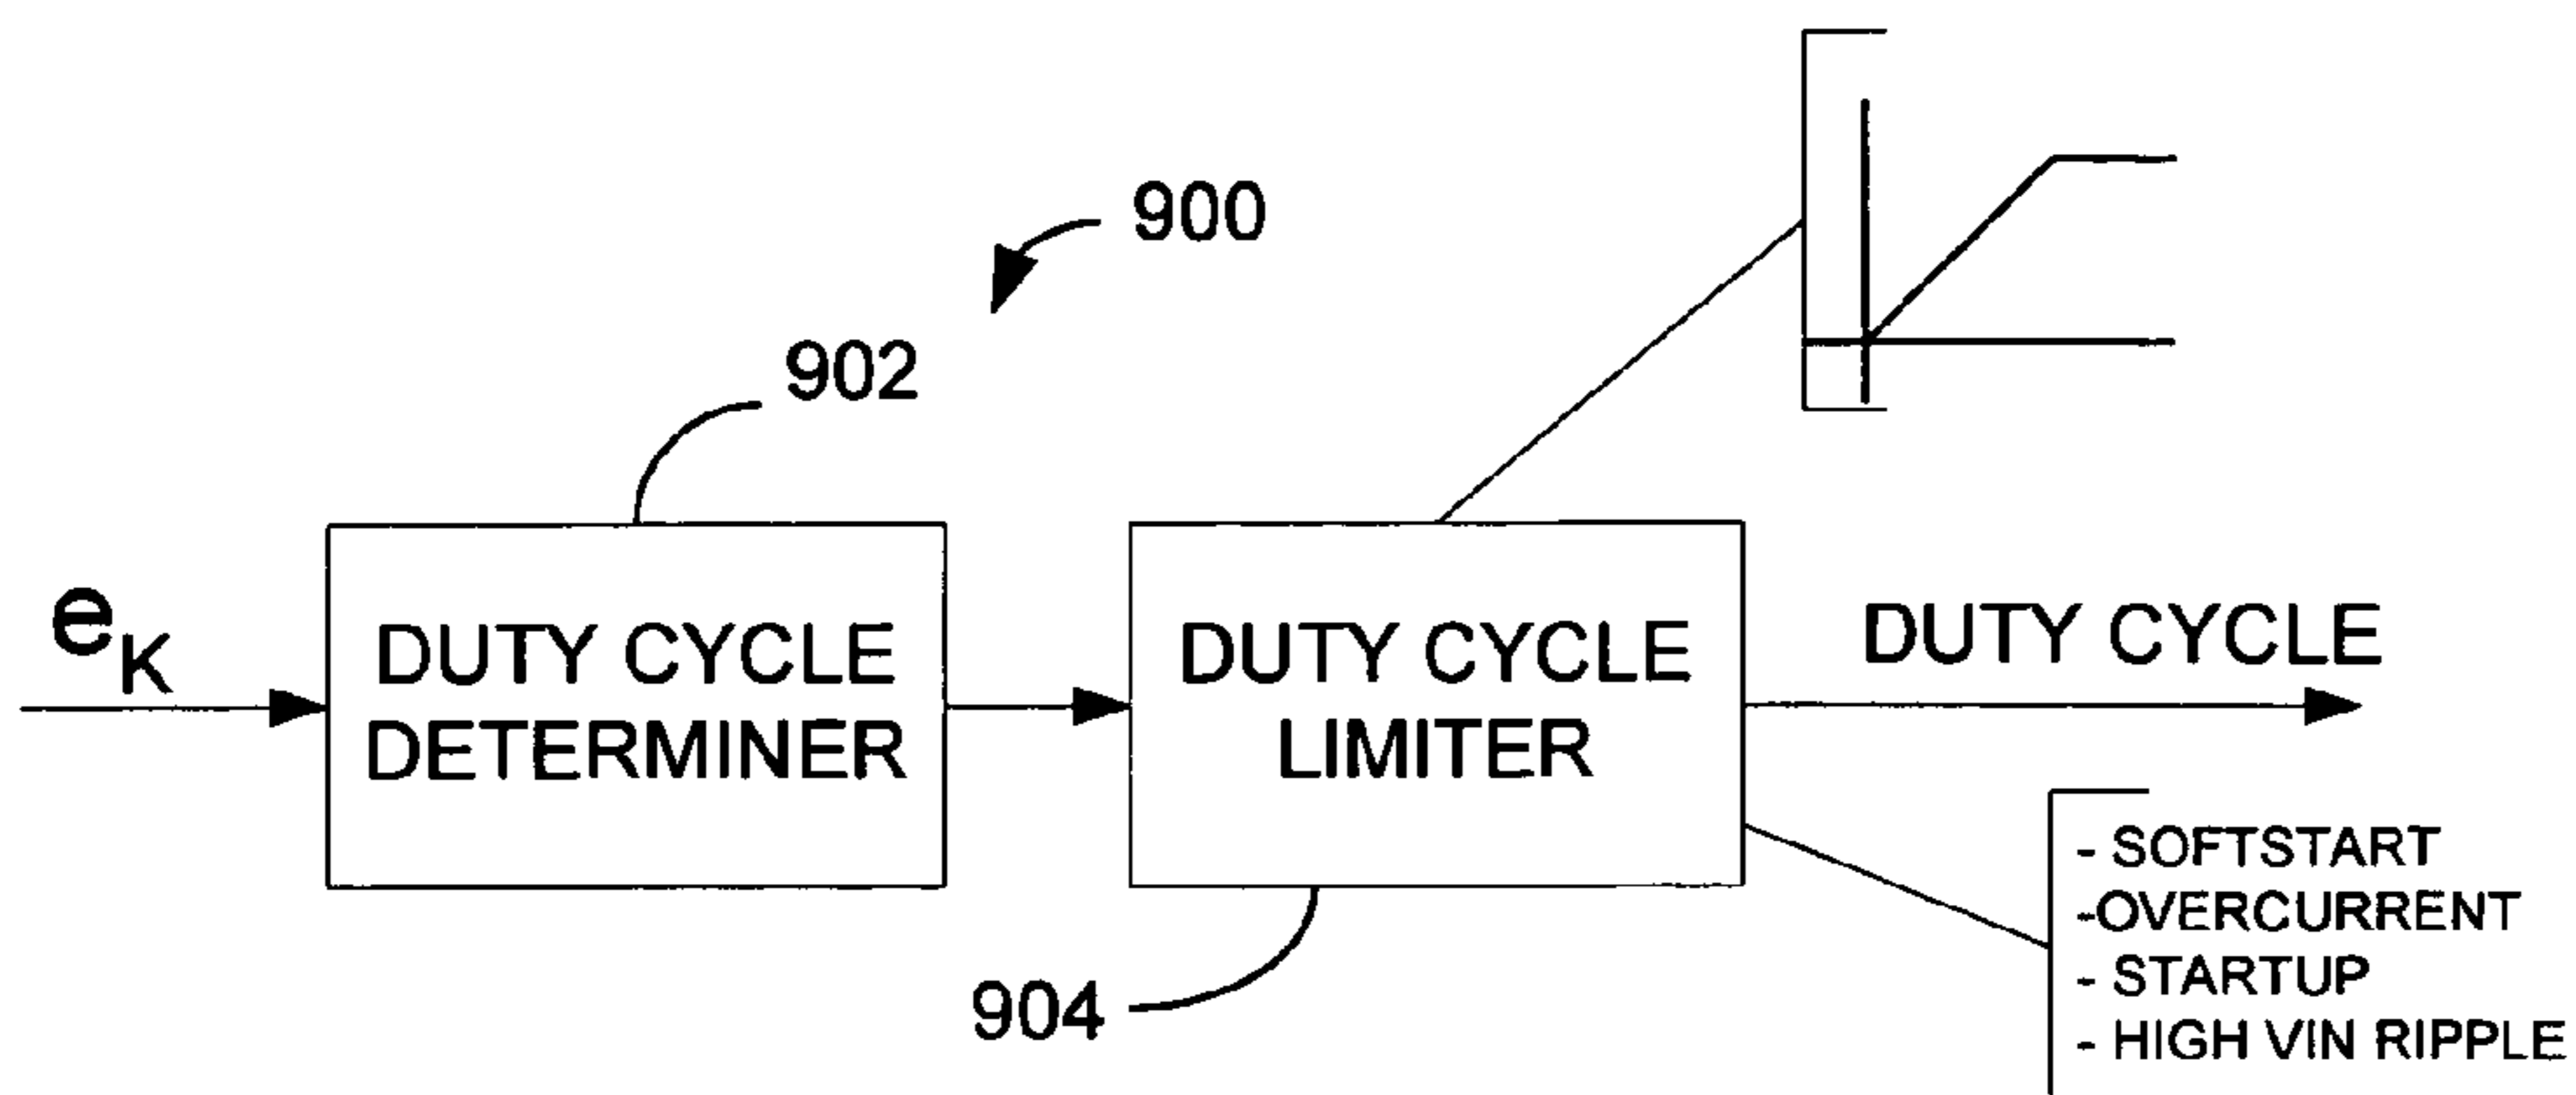 900
902
e_K
DUTY CYCLE
DETERMINER
DUTY CYCLE
LIMITER
DUTY CYCLE
- SOFTSTART
-OVERCURRENT
- STARTUP
- HIGH VIN RIPPLE
904